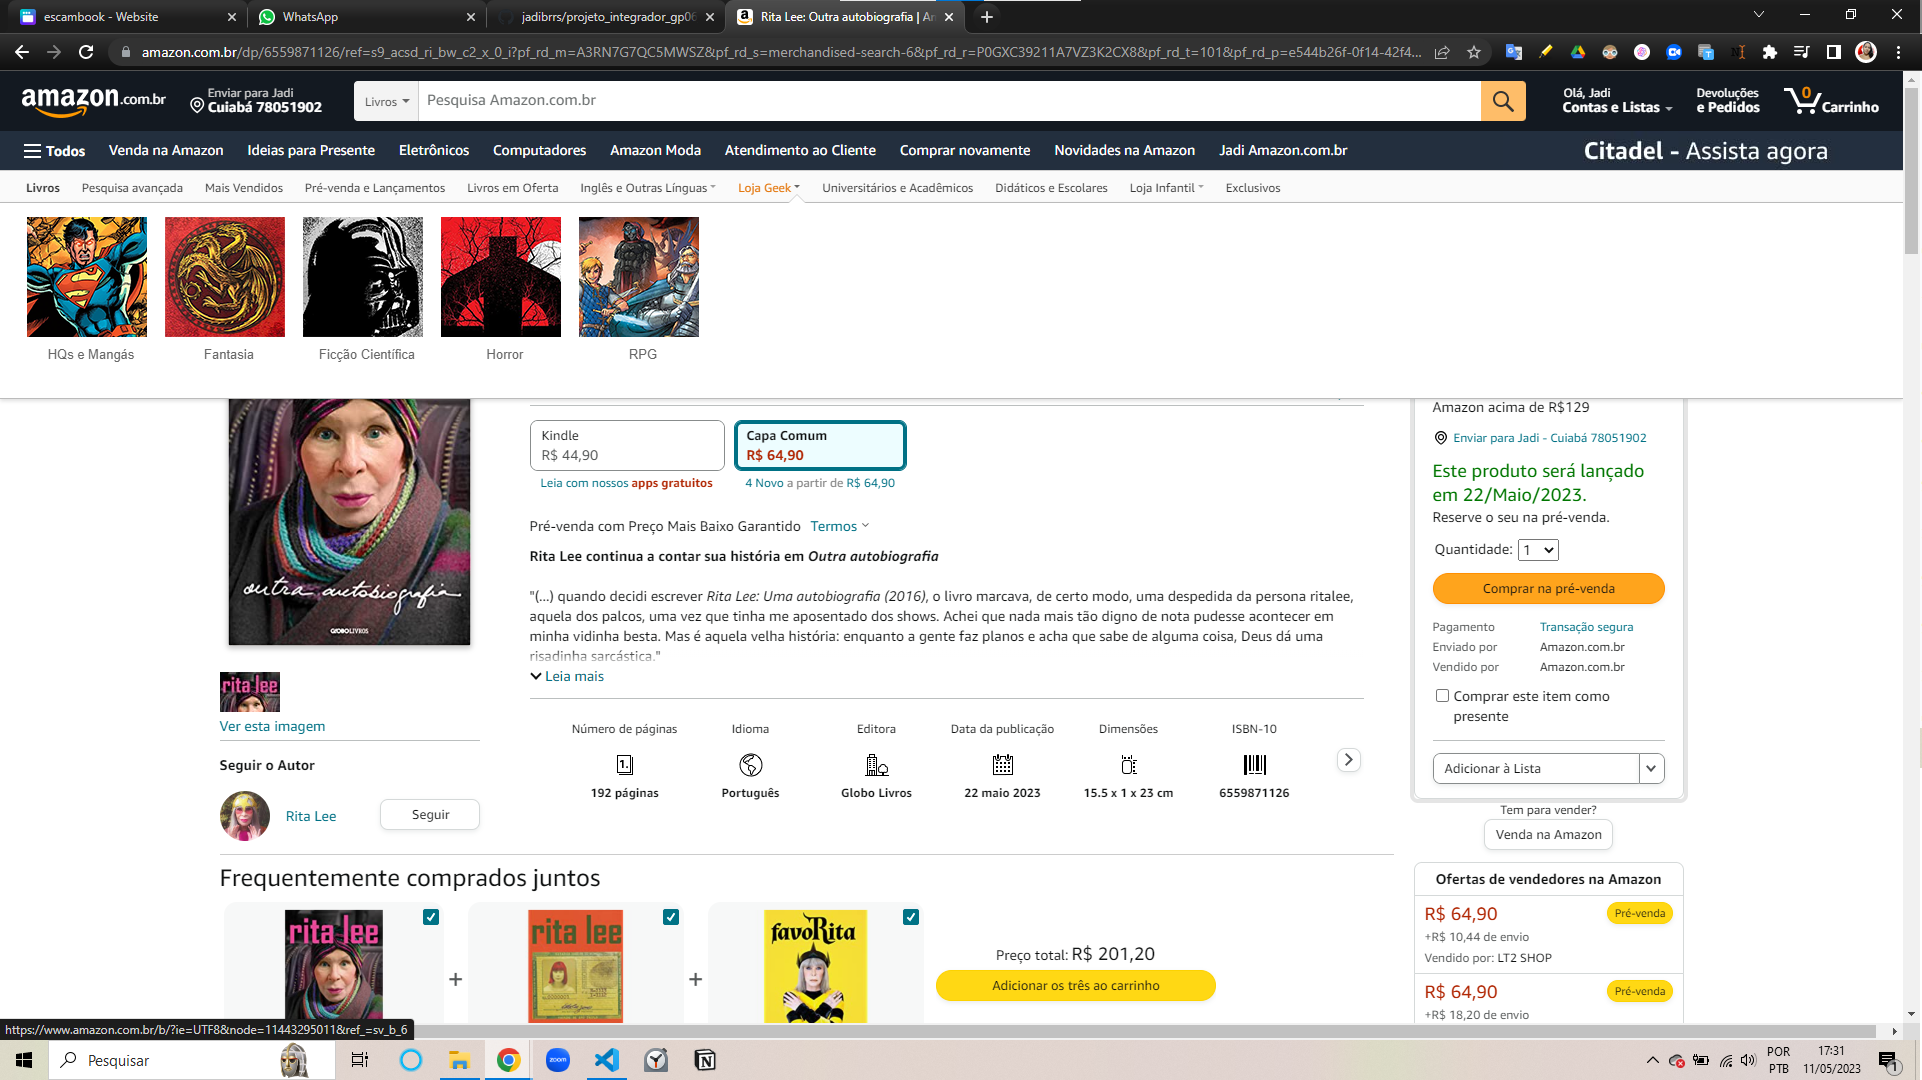 escambook - Website
WhatsApp
jadibrrs/projeto_integrador_gp06
Rita Lee: Outra autobiografia | Am
amazon.com.br/dp/6559871126/ref=s9_acsd_ri_bw_c2_x_0_i?pf_rd_m=A3RN7G7QC5MWSZ&pf_rd_s=merchandised-search-6&pf_rd_r=P0GXC39211A7VZ3K2CX8&pf_rd_t=101&pf_rd_p=e544b26f-0f14-42f4...
amazon.com.br
Enviar para Jadi
Cuiabá 78051902
Livros
Pesquisa Amazon.com.br
Olá, Jadi
Contas e Listas
Devoluções
e Pedidos
0
Carrinho
Todos
Venda na Amazon
Ideias para Presente
Eletrônicos
Computadores
Amazon Moda
Atendimento ao Cliente
Comprar novamente
Novidades na Amazon
Jadi Amazon.com.br
Citadel - Assista agora
Livros
Pesquisa avançada
Mais Vendidos
Pré-venda e Lançamentos
Livros em Oferta
Inglês e Outras Línguas
Loja Geek
Universitários e Acadêmicos
Didáticos e Escolares
Loja Infantil
Exclusivos
HQs e Mangás
Fantasia
Ficção Científica
Horror
RPG
outra autobiografia
GLOBOLIVROS
rita lee
Ver esta imagem
Seguir o Autor
Rita Lee
Seguir
Kindle
R$ 44,90
Leia com nossos apps gratuitos
Capa Comum
R$ 64,90
4 Novo a partir de R$ 64,90
Pré-venda com Preço Mais Baixo Garantido Termos
Rita Lee continua a contar sua história em Outra autobiografia
"(...) quando decidi escrever Rita Lee: Uma autobiografia (2016), o livro marcava, de certo modo, uma despedida da persona ritalee,
aquela dos palcos, uma vez que tinha me aposentado dos shows. Achei que nada mais tão digno de nota pudesse acontecer em
minha vidinha besta. Mas é aquela velha história: enquanto a gente faz planos e acha que sabe de alguma coisa, Deus dá uma
risadinha sarcástica."
Leia mais
Número de páginas
1.
192 páginas
Idioma
Português
Editora
Globo Livros
Data da publicação
22 maio 2023
Dimensões
15.5 x 1 x 23 cm
ISBN-10
6559871126
Amazon acima de R$129
Enviar para Jadi - Cuiabá 78051902
Este produto será lançado
em 22/Maio/2023.
Reserve o seu na pré-venda.
Quantidade: 1
Comprar na pré-venda
Pagamento Transação segura
Enviado por Amazon.com.br
Vendido por Amazon.com.br
Comprar este item como
presente
Adicionar à Lista
Tem para vender?
Venda na Amazon
Ofertas de vendedores na Amazon
R$ 64,90
Pré-venda
+R$ 10,44 de envio
Vendido por: LT2 SHOP
R$ 64,90
Pré-venda
+R$ 18,20 de envio
Frequentemente comprados juntos
rita lee
+
rita lee
+
favoRita
Preço total: R$ 201,20
Adicionar os três ao carrinho
https://www.amazon.com.br/b/?ie=UTF8&node=11443295011&ref_=sv_b_6
Pesquisar
zoom
POR
PTB
17:31
11/05/2023
1